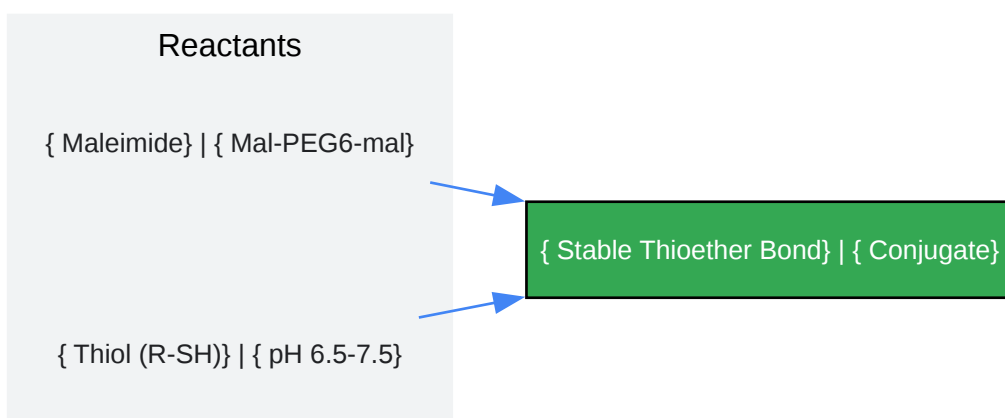 Reactants
{ Maleimide} | { Mal-PEG6-mal}
{ Stable Thioether Bond} | { Conjugate}
{ Thiol (R-SH)} | { pH 6.5-7.5}